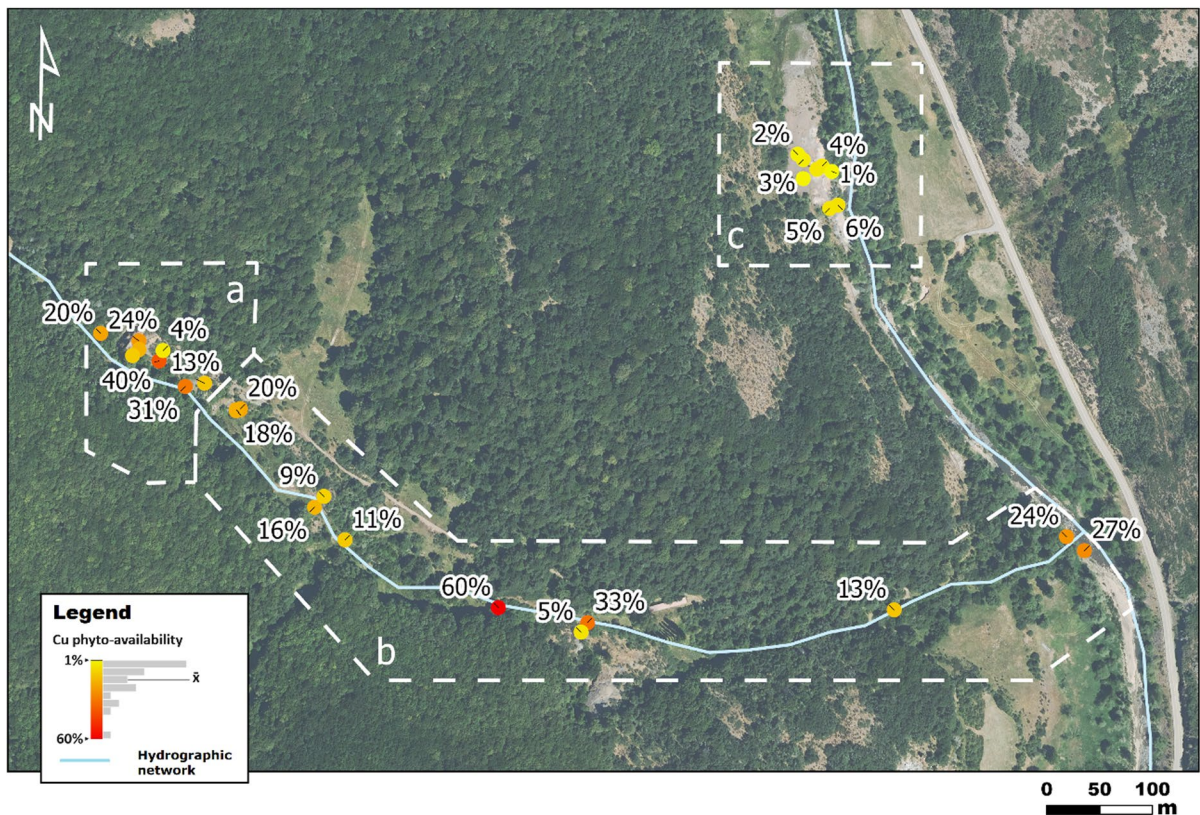 N
2%
4%
3%
1%
5%
6%
c
a
20%
24%
4%
13%
40%
31%
20%
18%
9%
16%
11%
24%
27%
60%
5%
33%
13%
b
Legend
Cu phyto-availability
1%
x̄
60%
Hydrographic
network
0 50 100
m